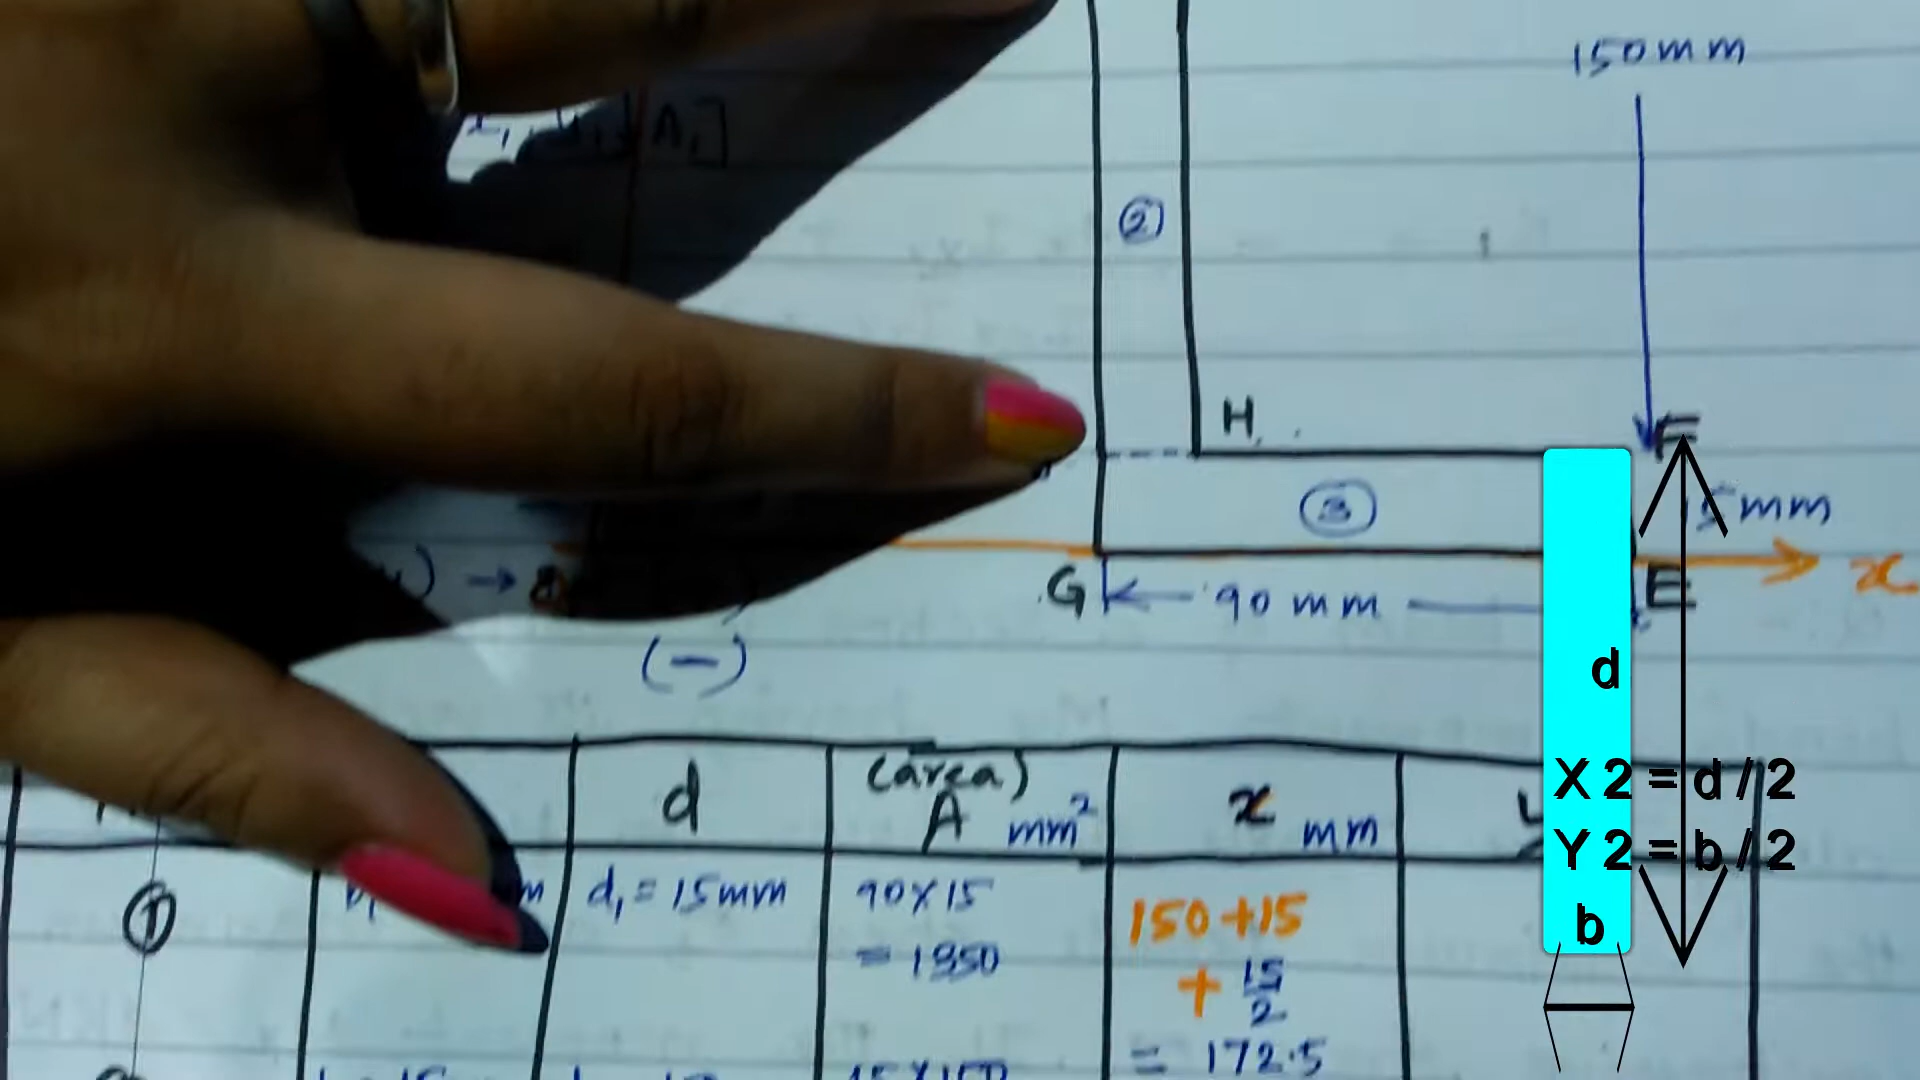 150mm
A₁]
②
H
F
③
15mm
→
x
G
90 mm
E
(-)
d
d
(area)
A mm²
x mm
X 2 = d / 2
Y 2 = b / 2
①
d₁ = 15mm
90×15
= 1350
150+15
+ 15/2
= 172.5
b